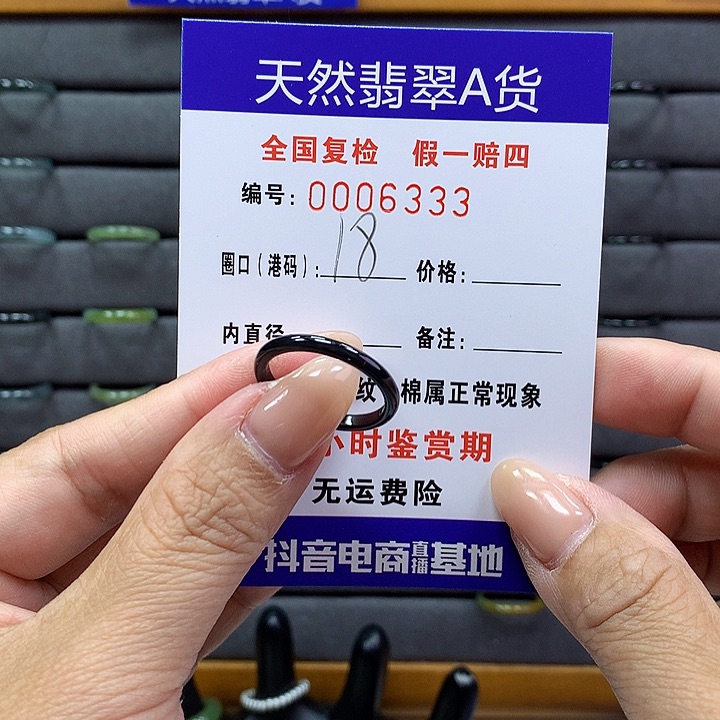 天然翡翠A货
全国复检 假一赔四
编号: 0006333
圈口(港码): 18 价格:
内直径 备注:
纹 棉属正常现象
小时鉴赏期
无运费险
抖音电商直播基地